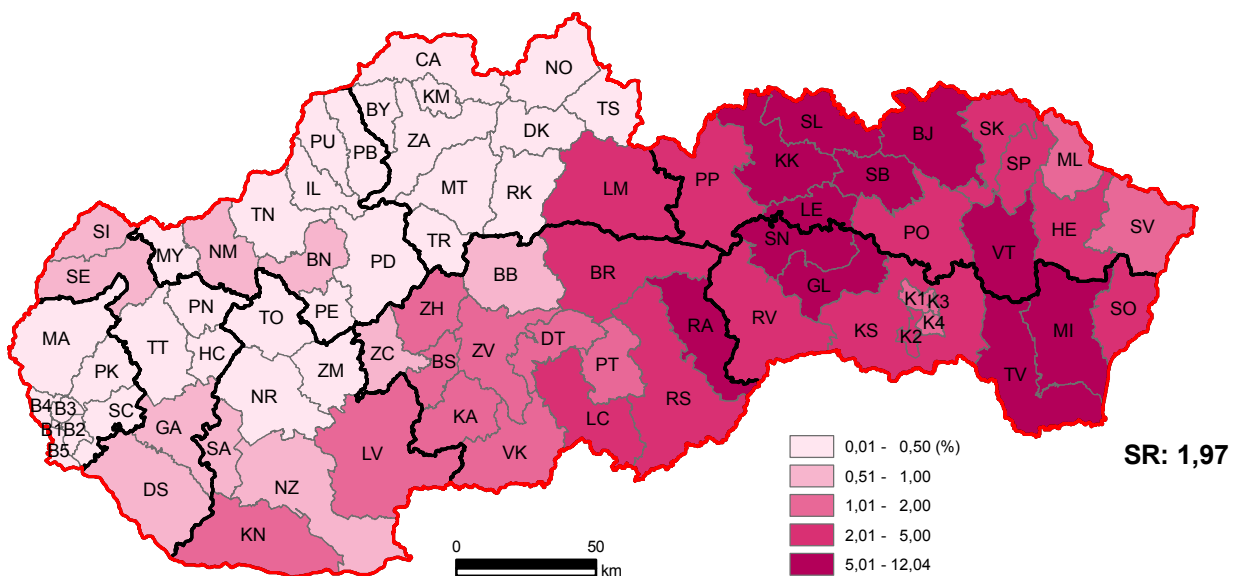 CA
NO
BY
KM
TS
PU
PB
ZA
DK
SL
BJ
SK
ML
IL
MT
RK
LM
PP
KK
SB
SP
TN
LE
PO
HE
SV
SI
MY
NM
BN
PD
TR
BB
BR
SN
VT
SE
PN
TO
PE
ZH
GL
K1
K3
K4
K2
MA
TT
HC
ZM
ZC
BS
ZV
DT
PT
RA
RV
KS
MI
SO
PK
NR
TV
B4
B3
SC
GA
KA
LC
RS
B1
B2
B5
SA
LV
VK
DS
NZ
KN
0,01 - 0,50 (%)
0,51 - 1,00
1,01 - 2,00
2,01 - 5,00
5,01 - 12,04
SR: 1,97
0
50
km